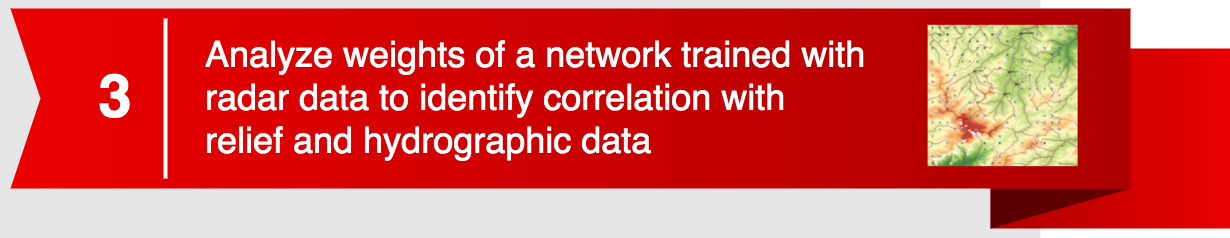 3
Analyze weights of a network trained with
radar data to identify correlation with
relief and hydrographic data